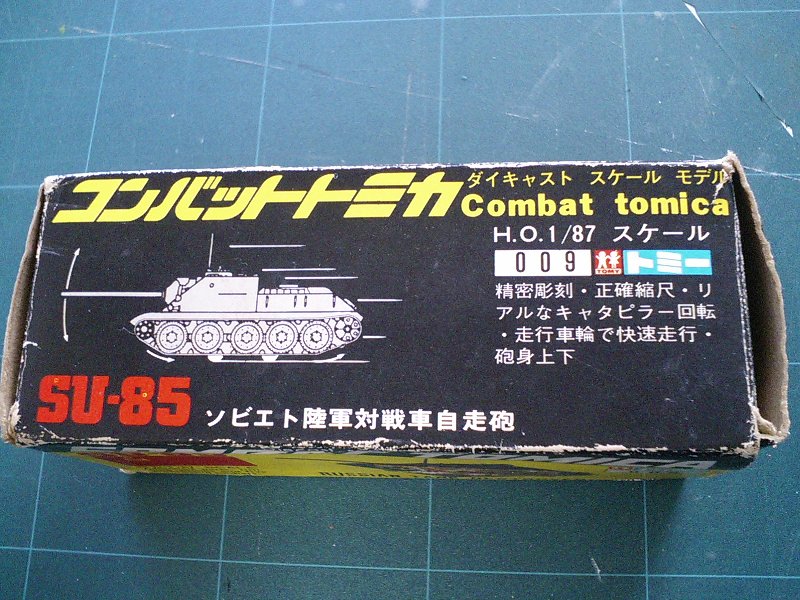 コンバットトミカ
ダイキャスト スケール モデル
Combat tomica
H.O.1/87 スケール
009 TOMY トミー
精密彫刻・正確縮尺・リ
アルなキャタピラー回転
・走行車輪で快速走行・
砲身上下
SU-85 ソビエト陸軍対戦車自走砲
RUSSIAN